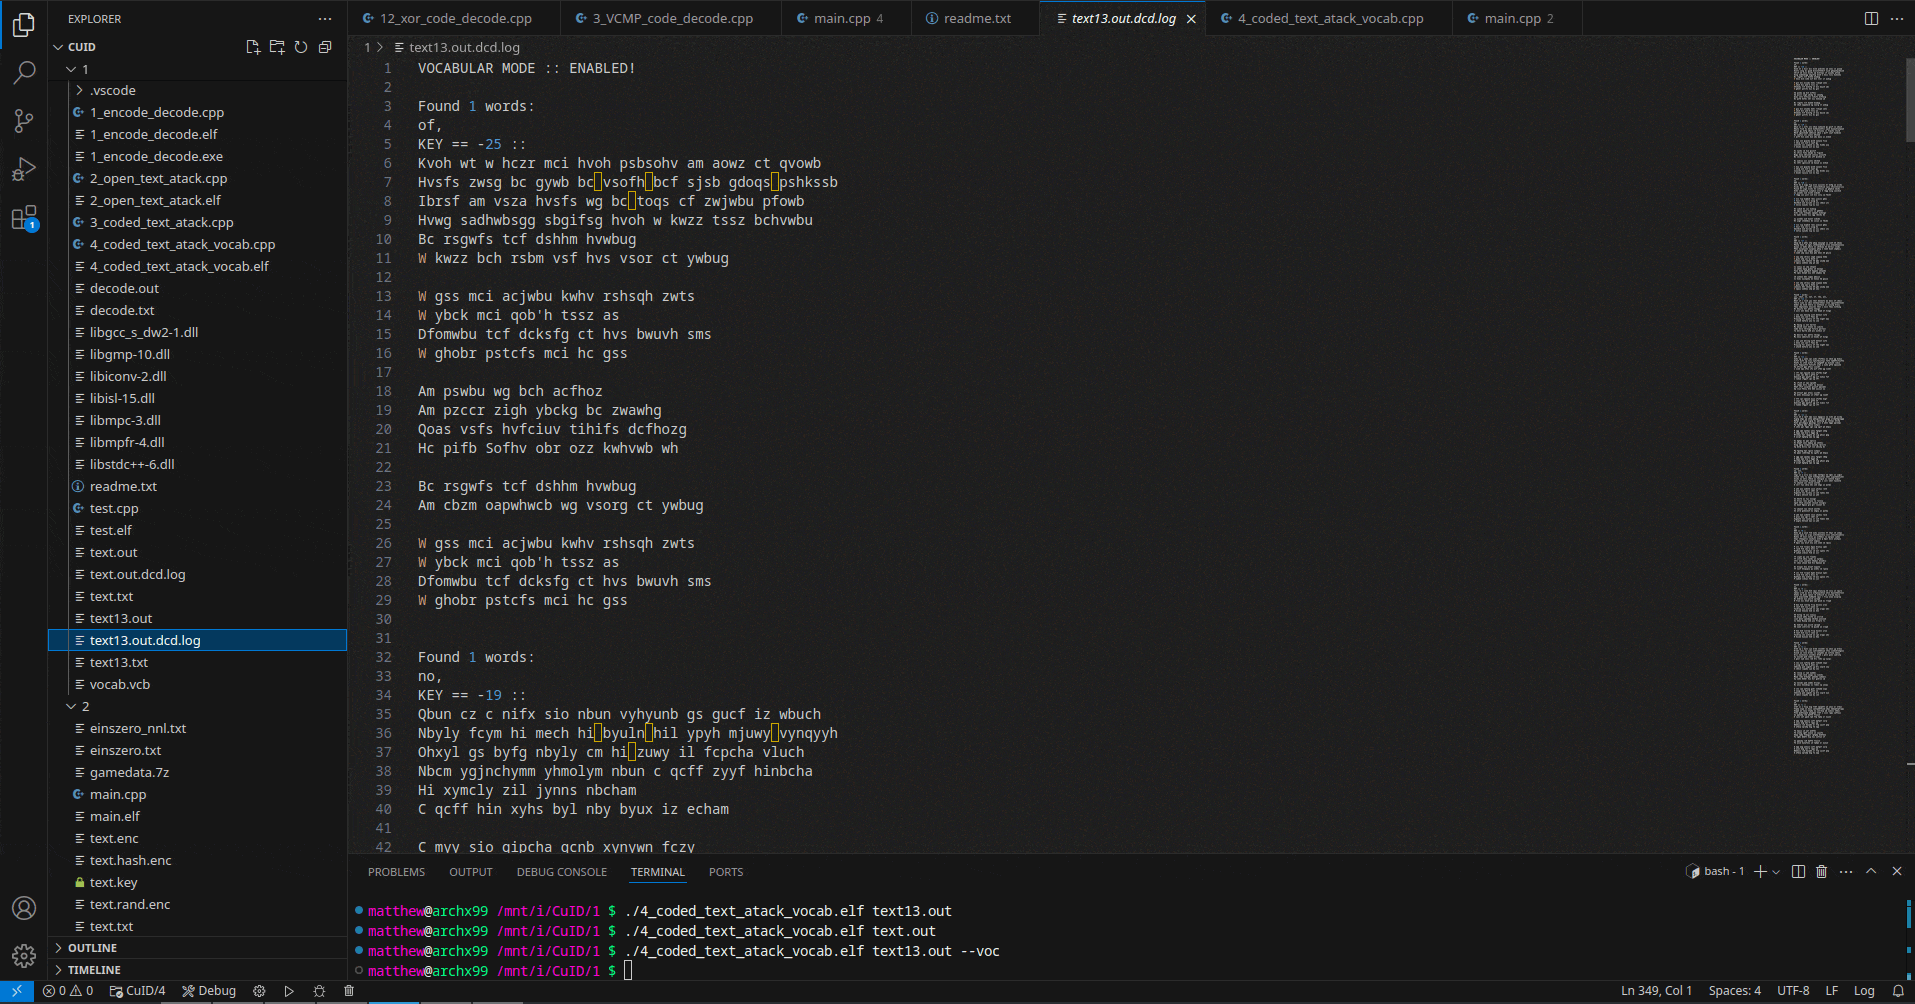 EXPLORER
CUID
1
.vscode
1_encode_decode.cpp
1_encode_decode.elf
1_encode_decode.exe
2_open_text_atack.cpp
2_open_text_atack.elf
3_coded_text_atack.cpp
4_coded_text_atack_vocab.cpp
4_coded_text_atack_vocab.elf
decode.out
decode.txt
libgcc_s_dw2-1.dll
libgmp-10.dll
libiconv-2.dll
libisl-15.dll
libmpc-3.dll
libmpfr-4.dll
libstdc++-6.dll
readme.txt
test.cpp
test.elf
text.out
text.out.dcd.log
text.txt
text13.out
text13.out.dcd.log
text13.txt
vocab.vcb
2
einszero_nnl.txt
einszero.txt
gamedata.7z
main.cpp
main.elf
text.enc
text.hash.enc
text.key
text.rand.enc
text.txt
OUTLINE
TIMELINE
12_xor_code_decode.cpp 3_VCMP_code_decode.cpp main.cpp 4 readme.txt text13.out.dcd.log 4_coded_text_atack_vocab.cpp main.cpp 2
1 > text13.out.dcd.log
1 VOCABULAR MODE :: ENABLED!
2
3 Found 1 words:
4 of,
5 KEY == -25 ::
6 Kvoh wt w hczr mci hvoh psbsohv am aowz ct qvowb
7 Hvsfs zwsg bc gywb bc vsofh bcf sjsb gdoqs pshkssb
8 Ibrsf am vsza hvsfs wg bc toqs cf zwjwbu pfowb
9 Hvwg sadhwbsgg sbgifsg hvoh w kwzz tssz bchvwbu
10 Bc rsgwfs tcf dshhm hvwbug
11 W kwzz bch rsbm vsf hvs vsor ct ywbug
12
13 W gss mci acjwbu kwhv rshsqh zwts
14 W ybck mci qob'h tssz as
15 Dfomwbu tcf dcksfg ct hvs bwuvh sms
16 W ghobr pstcfs mci hc gss
17
18 Am pswbu wg bch acfhoz
19 Am pzccr zigh ybckg bc zwawhg
20 Qoas vsfs hvfciuv tihifs dcfhozg
21 Hc pifb Sofhv obr ozz kwhvwb wh
22
23 Bc rsgwfs tcf dshhm hvwbug
24 Am cbzm oapwhwcb wg vsorg ct ywbug
25
26 W gss mci acjwbu kwhv rshsqh zwts
27 W ybck mci qob'h tssz as
28 Dfomwbu tcf dcksfg ct hvs bwuvh sms
29 W ghobr pstcfs mci hc gss
30
31
32 Found 1 words:
33 no,
34 KEY == -19 ::
35 Qbun cz c nifx sio nbun vyhyunb gs gucf iz wbuch
36 Nbyly fcym hi mech hi byuln hil ypyh mjuwy vynqyyh
37 Ohxyl gs byfg nbyly cm hi zuwy il fcpcha vluch
38 Nbcm ygjnchymm yhmolym nbun c qcff zyyf hinbcha
39 Hi xymcly zil jynns nbcham
40 C qcff hin xyhs byl nby byux iz echam
41
42 C myy sio gipcha qcnb xynywn fczy
PROBLEMS OUTPUT DEBUG CONSOLE TERMINAL PORTS bash - 1
matthew@archx99 /mnt/i/CuID/1 $ ./4_coded_text_atack_vocab.elf text13.out
matthew@archx99 /mnt/i/CuID/1 $ ./4_coded_text_atack_vocab.elf text.out
matthew@archx99 /mnt/i/CuID/1 $ ./4_coded_text_atack_vocab.elf text13.out --voc
matthew@archx99 /mnt/i/CuID/1 $
0 0 CuID/4 Debug Ln 349, Col 1 Spaces: 4 UTF-8 LF Log